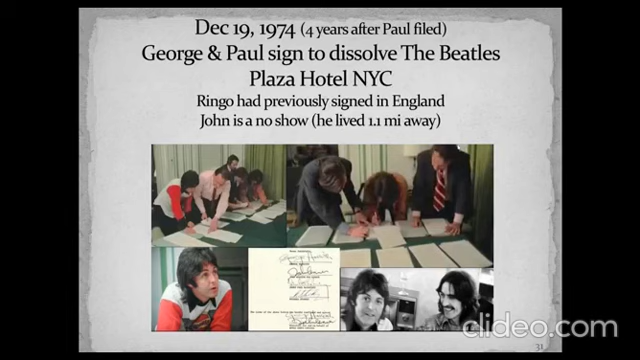 Dec 19, 1974 (4 years after Paul filed)
George & Paul sign to dissolve The Beatles
Plaza Hotel NYC
Ringo had previously signed in England
John is a no show (he lived 1.1 mi away)
31
clideo.com